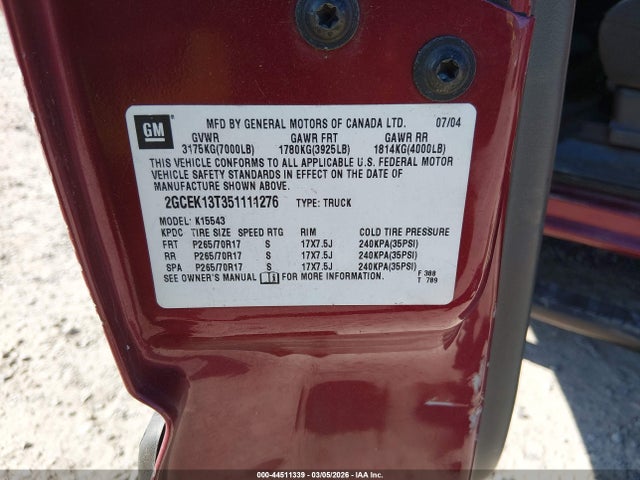 GM
MFD BY GENERAL MOTORS OF CANADA LTD. 07/04
GVWR GAWR FRT GAWR RR
3175KG(7000LB) 1780KG(3925LB) 1814KG(4000LB)
THIS VEHICLE CONFORMS TO ALL APPLICABLE U.S. FEDERAL MOTOR
VEHICLE SAFETY STANDARDS IN EFFECT ON THE DATE OF
MANUFACTURE SHOWN ABOVE.
2GCEK13T351111276 TYPE: TRUCK
MODEL: K15543
KPDC TIRE SIZE SPEED RTG RIM COLD TIRE PRESSURE
FRT P265/70R17 S 17X7.5J 240KPA(35PSI)
RR P265/70R17 S 17X7.5J 240KPA(35PSI)
SPA P265/70R17 S 17X7.5J 240KPA(35PSI)
SEE OWNER'S MANUAL FOR MORE INFORMATION. F 388
T 789
000-44511339 - 03/05/2026 - IAA Inc.